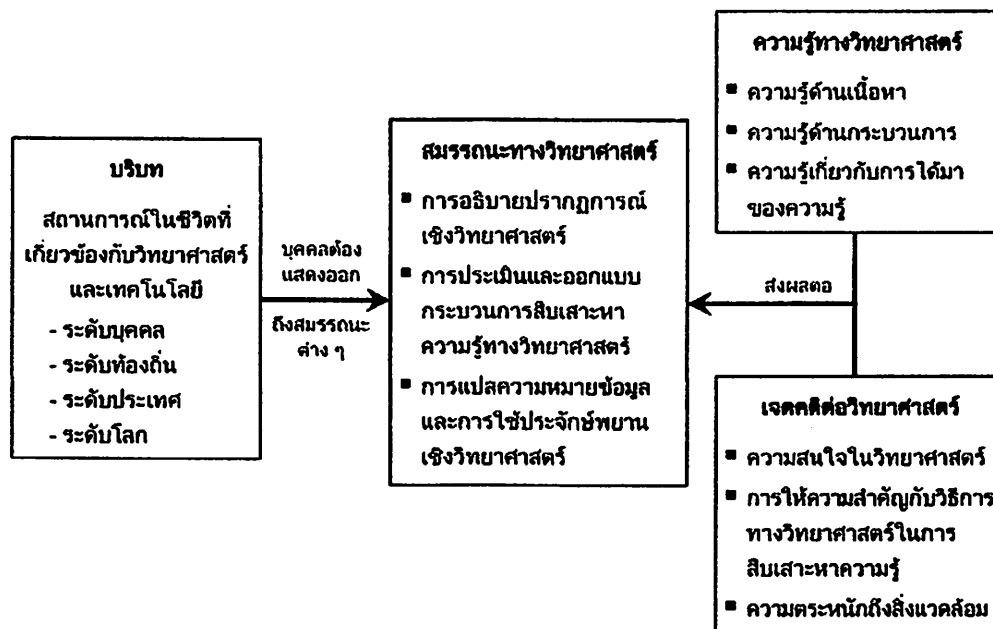 บริบท
สถานการณ์ในชีวิตที่
เกี่ยวข้องกับวิทยาศาสตร์
และเทคโนโลยี
- ระดับบุคคล
- ระดับท้องถิ่น
- ระดับประเทศ
- ระดับโลก
บุคคลต้อง
แสดงออก
ถึงสมรรถนะ
ต่าง ๆ
สมรรถนะทางวิทยาศาสตร์
▪ การอธิบายปรากฏการณ์
เชิงวิทยาศาสตร์
▪ การประเมินและออกแบบ
กระบวนการสืบเสาะหา
ความรู้ทางวิทยาศาสตร์
▪ การแปลความหมายข้อมูล
และการใช้ประจักษ์พยาน
เชิงวิทยาศาสตร์
ส่งผลต่อ
ความรู้ทางวิทยาศาสตร์
▪ ความรู้ด้านเนื้อหา
▪ ความรู้ด้านกระบวนการ
▪ ความรู้เกี่ยวกับการได้มา
ของความรู้
เจตคติต่อวิทยาศาสตร์
▪ ความสนใจในวิทยาศาสตร์
▪ การให้ความสำคัญกับวิธีการ
ทางวิทยาศาสตร์ในการ
สืบเสาะหาความรู้
▪ ความตระหนักถึงสิ่งแวดล้อม